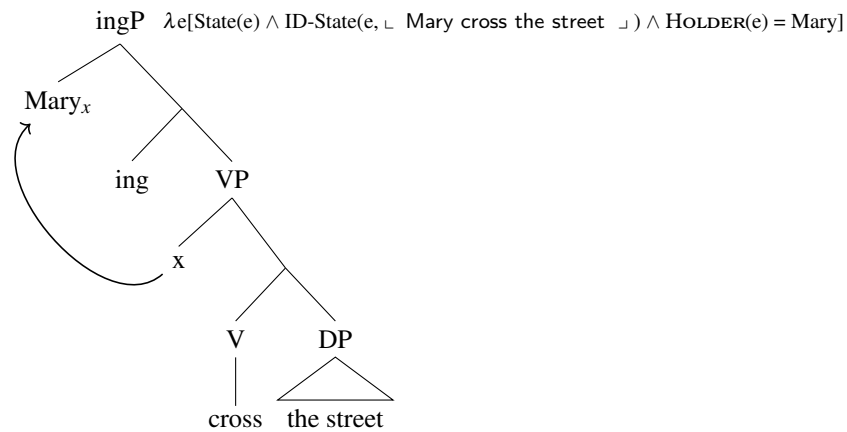 ingP λe[State(e) ∧ ID-State(e, ⌞ Mary cross the street ⌟ ) ∧ HOLDER(e) = Mary]
Maryₓ
ing VP
x
V DP
cross the street